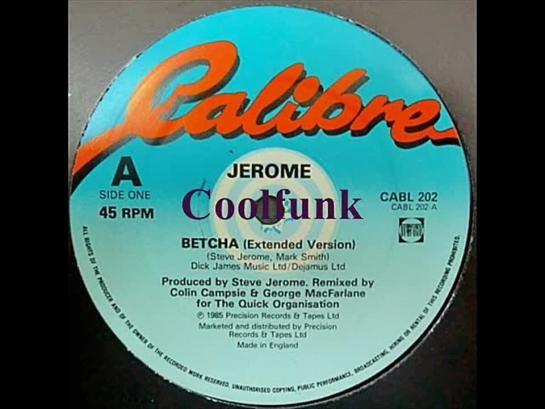 Calibre
JEROME
A
SIDE ONE
45 RPM
CABL 202
CABL 202-A
Coolfunk
BETCHA (Extended Version)
(Steve Jerome, Mark Smith)
Dick James Music Ltd/Dejamus Ltd
Produced by Steve Jerome. Remixed by
Colin Campsie & George MacFarlane
for The Quick Organisation
℗ 1985 Precision Records & Tapes Ltd
Marketed and distributed by Precision
Records & Tapes Ltd
Made in England
ALL RIGHTS OF THE RECORD PRODUCER AND OF THE OWNER OF THE RECORDED WORK RESERVED, UNAUTHORISED COPYING, PUBLIC PERFORMANCE, BROADCASTING, HIRING OR RENTAL OF THIS RECORDING PROHIBITED.